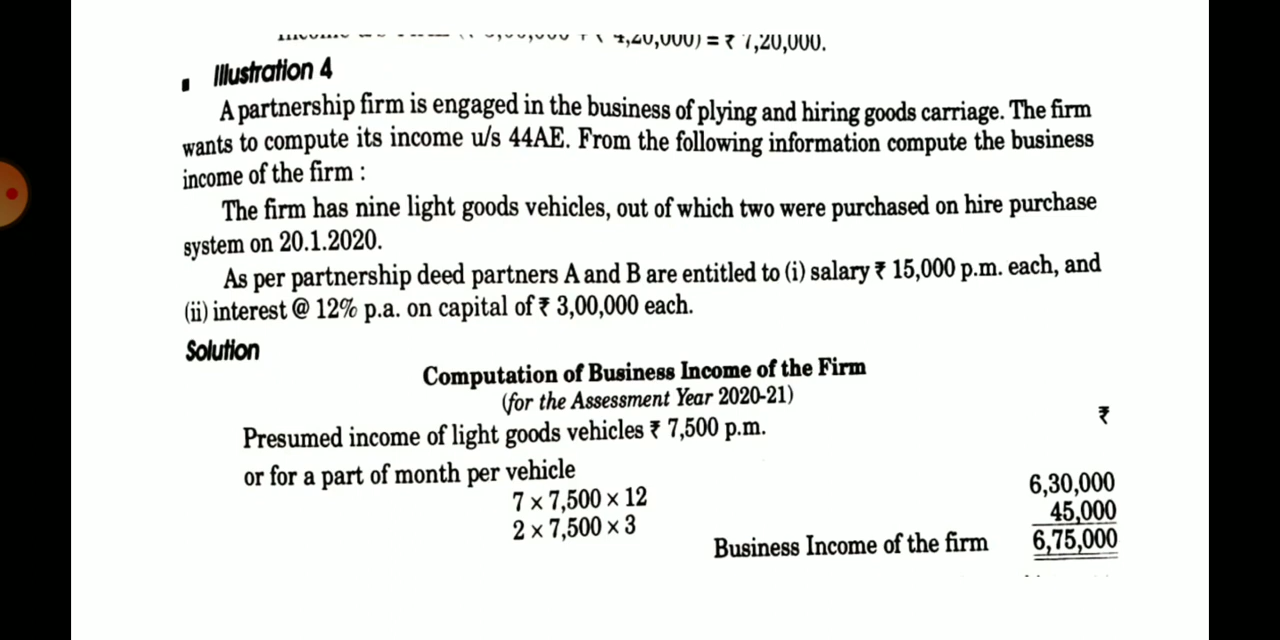 4,20,000) = ₹ 7,20,000.
Illustration 4
A partnership firm is engaged in the business of plying and hiring goods carriage. The firm
wants to compute its income u/s 44AE. From the following information compute the business
income of the firm :
The firm has nine light goods vehicles, out of which two were purchased on hire purchase
system on 20.1.2020.
As per partnership deed partners A and B are entitled to (i) salary ₹ 15,000 p.m. each, and
(ii) interest @ 12% p.a. on capital of ₹ 3,00,000 each.
Solution
Computation of Business Income of the Firm
(for the Assessment Year 2020-21)
₹
Presumed income of light goods vehicles ₹ 7,500 p.m.
or for a part of month per vehicle
7 × 7,500 × 12 6,30,000
2 × 7,500 × 3 45,000
Business Income of the firm 6,75,000